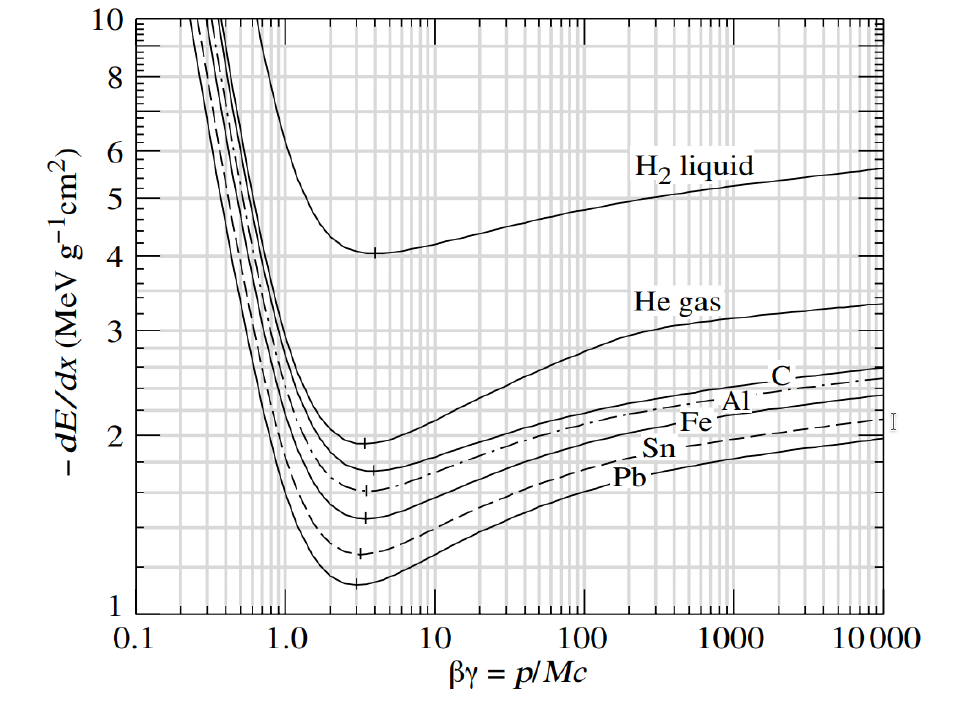 10
8
6
5
4
3
2
1
− dE/dx (MeV g⁻¹cm²)
H₂ liquid
He gas
C
Al
Fe
Sn
Pb
0.1 1.0 10 100 1000 10 000
βγ = p/Mc